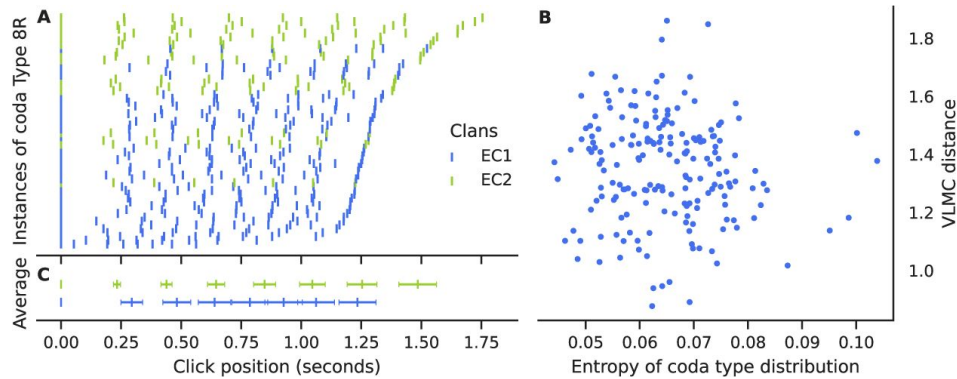 A
Instances of coda Type 8R
Clans
EC1
EC2
C
Average
0.00 0.25 0.50 0.75 1.00 1.25 1.50 1.75
Click position (seconds)
B
1.8
1.6
1.4
1.2
1.0
VLMC distance
0.05 0.06 0.07 0.08 0.09 0.10
Entropy of coda type distribution